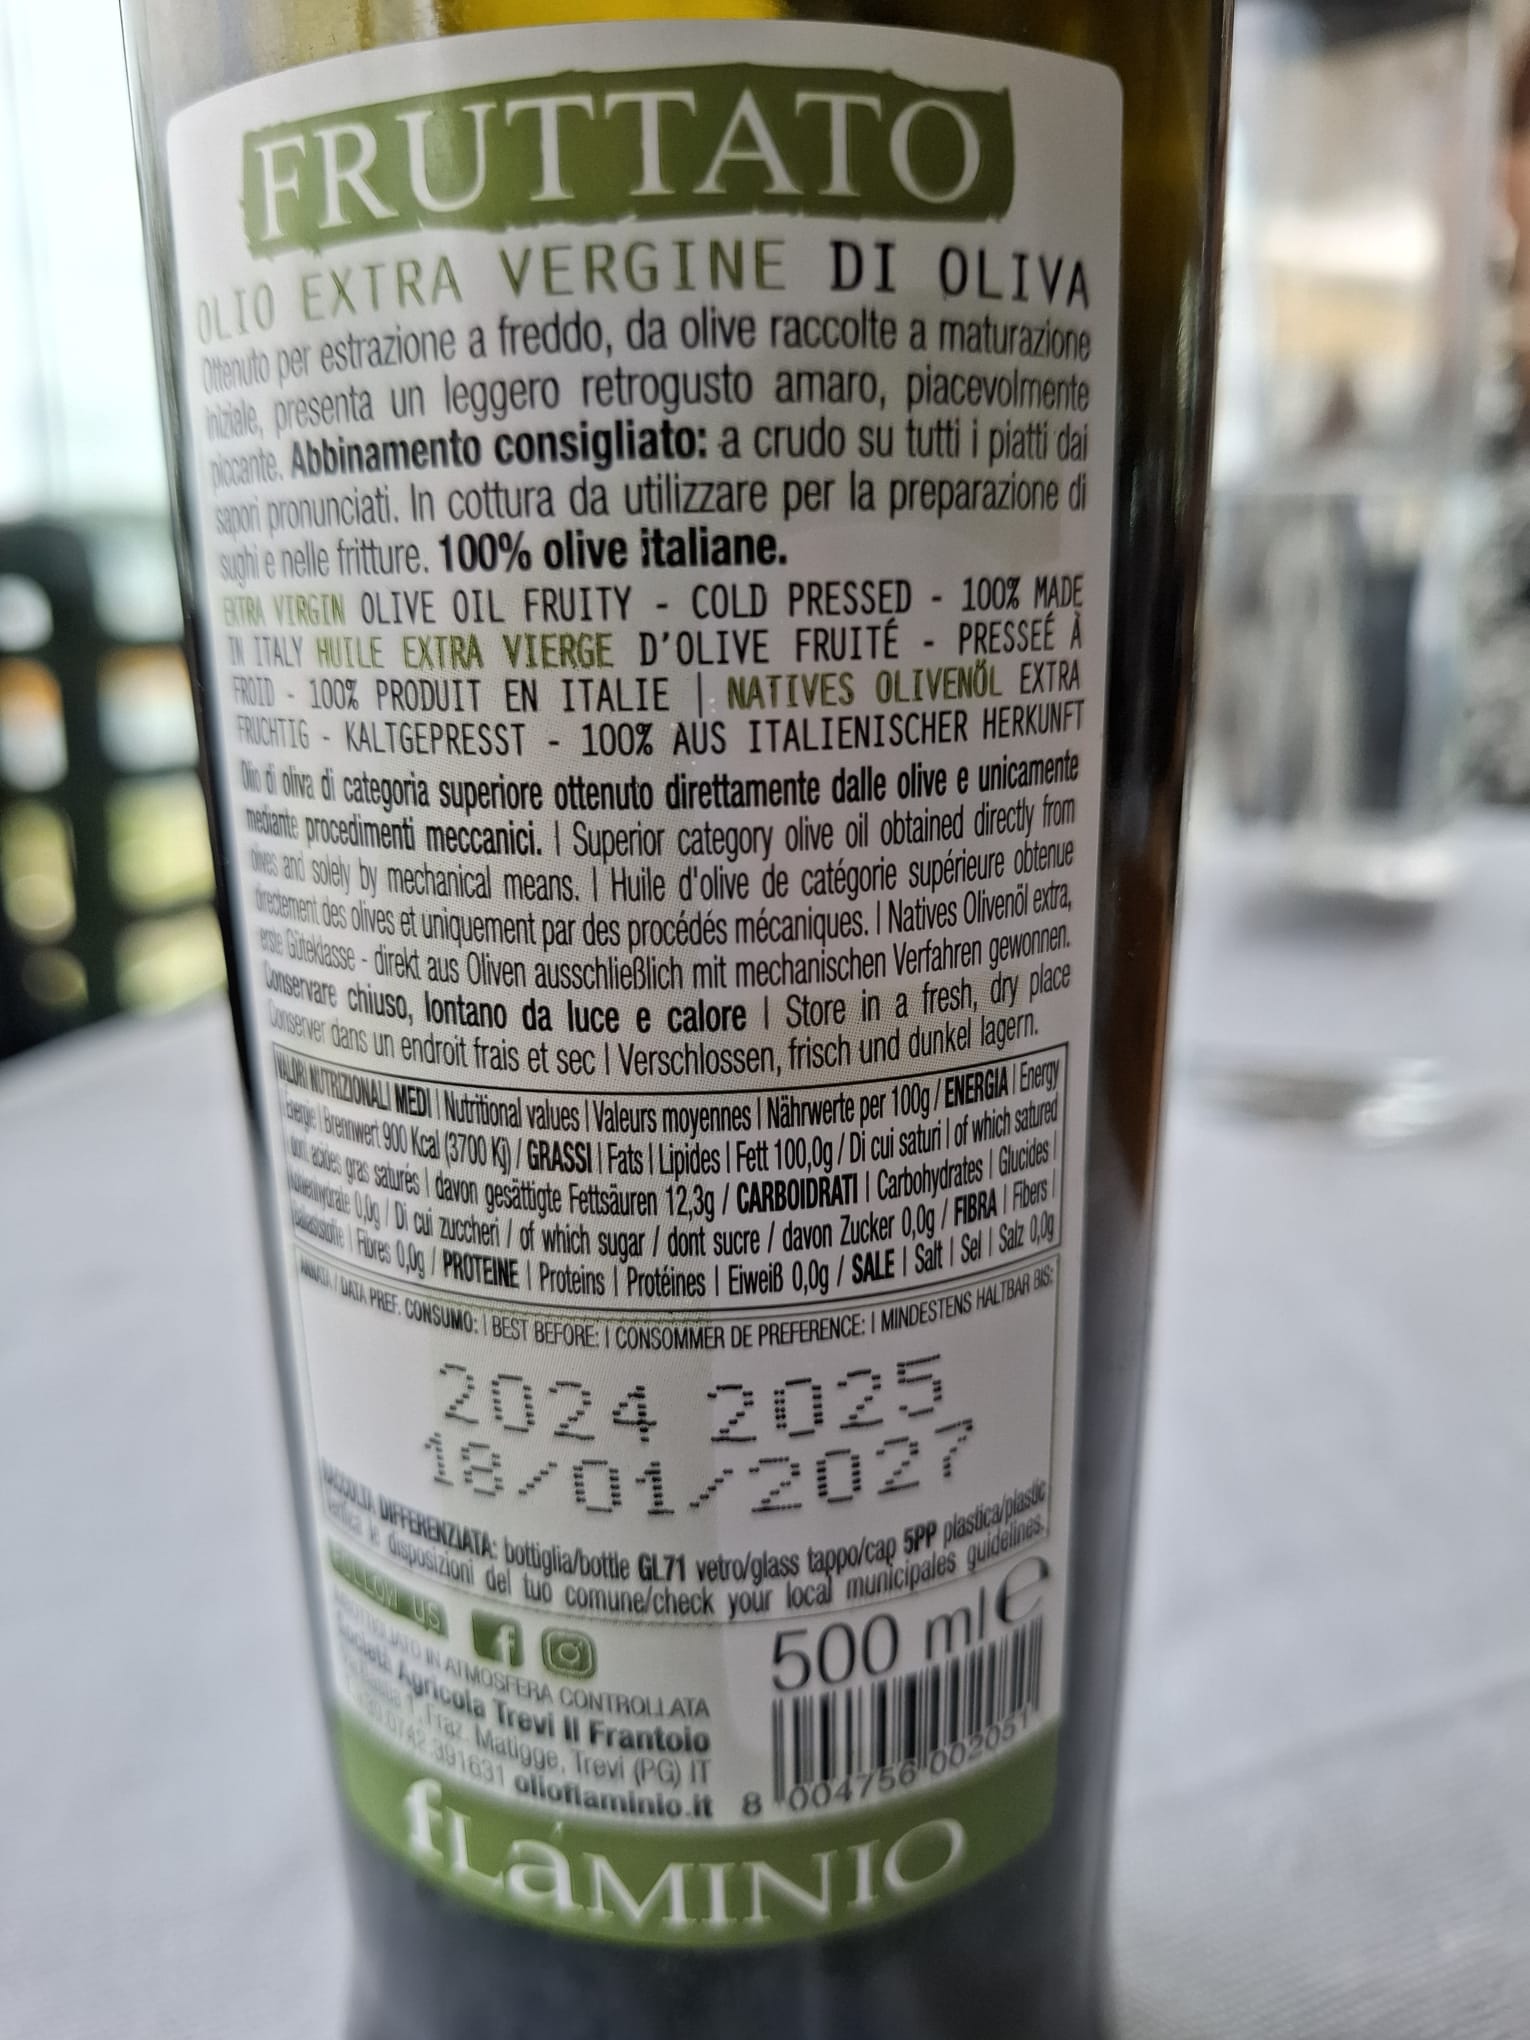 FRUTTATO
OLIO EXTRA VERGINE DI OLIVA
Ottenuto per estrazione a freddo, da olive raccolte a maturazione
iniziale, presenta un leggero retrogusto amaro, piacevolmente
piccante. Abbinamento consigliato: a crudo su tutti i piatti dai
sapori pronunciati. In cottura da utilizzare per la preparazione di
sughi e nelle fritture. 100% olive italiane.
EXTRA VIRGIN OLIVE OIL FRUITY - COLD PRESSED - 100% MADE
IN ITALY HUILE EXTRA VIERGE D'OLIVE FRUITÉ - PRESSEÉ À
FROID - 100% PRODUIT EN ITALIE | NATIVES OLIVENÖL EXTRA
FRUCHTIG - KALTGEPRESST - 100% AUS ITALIENISCHER HERKUNFT
Olio di oliva di categoria superiore ottenuto direttamente dalle olive e unicamente
mediante procedimenti meccanici. | Superior category olive oil obtained directly from
olives and solely by mechanical means. | Huile d'olive de catégorie supérieure obtenue
directement des olives et uniquement par des procédés mécaniques. | Natives Olivenöl extra,
erste Güteklasse - direkt aus Oliven ausschließlich mit mechanischen Verfahren gewonnen.
Conservare chiuso, lontano da luce e calore | Store in a fresh, dry place
Conserver dans un endroit frais et sec | Verschlossen, frisch und dunkel lagern.
VALORI NUTRIZIONALI MEDI | Nutritional values | Valeurs moyennes | Nährwerte per 100g / ENERGIA | Energy
Energie | Brennwert 900 Kcal (3700 Kj) / GRASSI | Fats | Lipides | Fett 100,0g / Di cui saturi | of which satured
dont acides gras saturés | davon gesättigte Fettsäuren 12,3g / CARBOIDRATI | Carbohydrates | Glucides |
0,0g / Di cui zuccheri / of which sugar / dont sucre / davon Zucker 0,0g / FIBRA | Fibers |
| Fibres 0,0g / PROTEINE | Proteins | Protéines | Eiweiß 0,0g / SALE | Salt | Sel | Salz 0,0g
ANNATA / DATA PREF. CONSUMO: | BEST BEFORE: | CONSOMMER DE PREFERENCE: | MINDESTENS HALTBAR BIS:
2024 2025
18/01/2027
RACCOLTA DIFFERENZIATA: bottiglia/bottle GL71 vetro/glass tappo/cap 5PP plastica/plastic
Verifica le disposizioni del tuo comune/check your local municipales guidelines.
FOLLOW US
500 ml e
IN ATMOSFERA CONTROLLATA
Società Agricola Trevi Il Frantoio
1, Fraz. Matigge, Trevi (PG) IT
0742 391631 olioflaminio.it
8 004756 002051
fLaMINIO